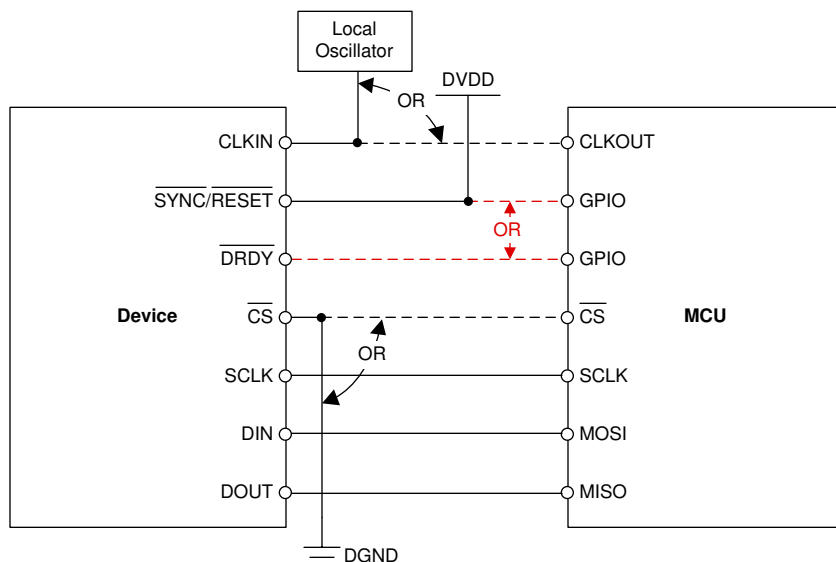 Local
Oscillator
OR
DVDD
CLKIN
CLKOUT
SYNC/RESET
GPIO
OR
DRDY
GPIO
Device
CS
CS
MCU
OR
SCLK
SCLK
DIN
MOSI
DOUT
MISO
DGND